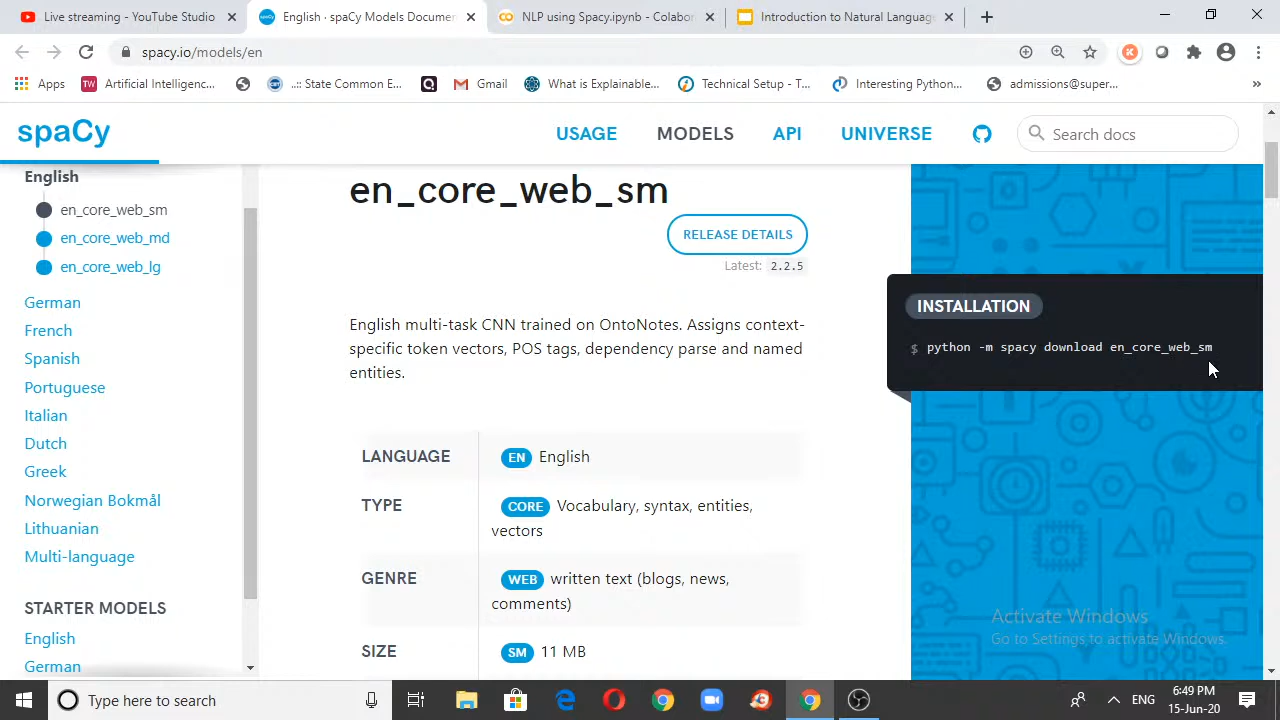 Live streaming - YouTube Studio
English · spaCy Models Documen
NLP using Spacy.ipynb - Colabor
Introduction to Natural Languag
spacy.io/models/en
K
Apps
TW Artificial Intelligenc...
..:: State Common E...
Gmail
What is Explainable...
Technical Setup - T...
Interesting Python...
admissions@super...
»
spaCy
USAGE
MODELS
API
UNIVERSE
Search docs
English
en_core_web_sm
en_core_web_md
en_core_web_lg
German
French
Spanish
Portuguese
Italian
Dutch
Greek
Norwegian Bokmål
Lithuanian
Multi-language
STARTER MODELS
English
German
en_core_web_sm
RELEASE DETAILS
Latest: 2.2.5
English multi-task CNN trained on OntoNotes. Assigns context-
specific token vectors, POS tags, dependency parse and named
entities.
LANGUAGE EN English
TYPE CORE Vocabulary, syntax, entities,
vectors
GENRE WEB written text (blogs, news,
comments)
SIZE SM 11 MB
INSTALLATION
$ python -m spacy download en_core_web_sm
Activate Windows
Go to Settings to activate Windows.
Type here to search
ENG
6:49 PM
15-Jun-20